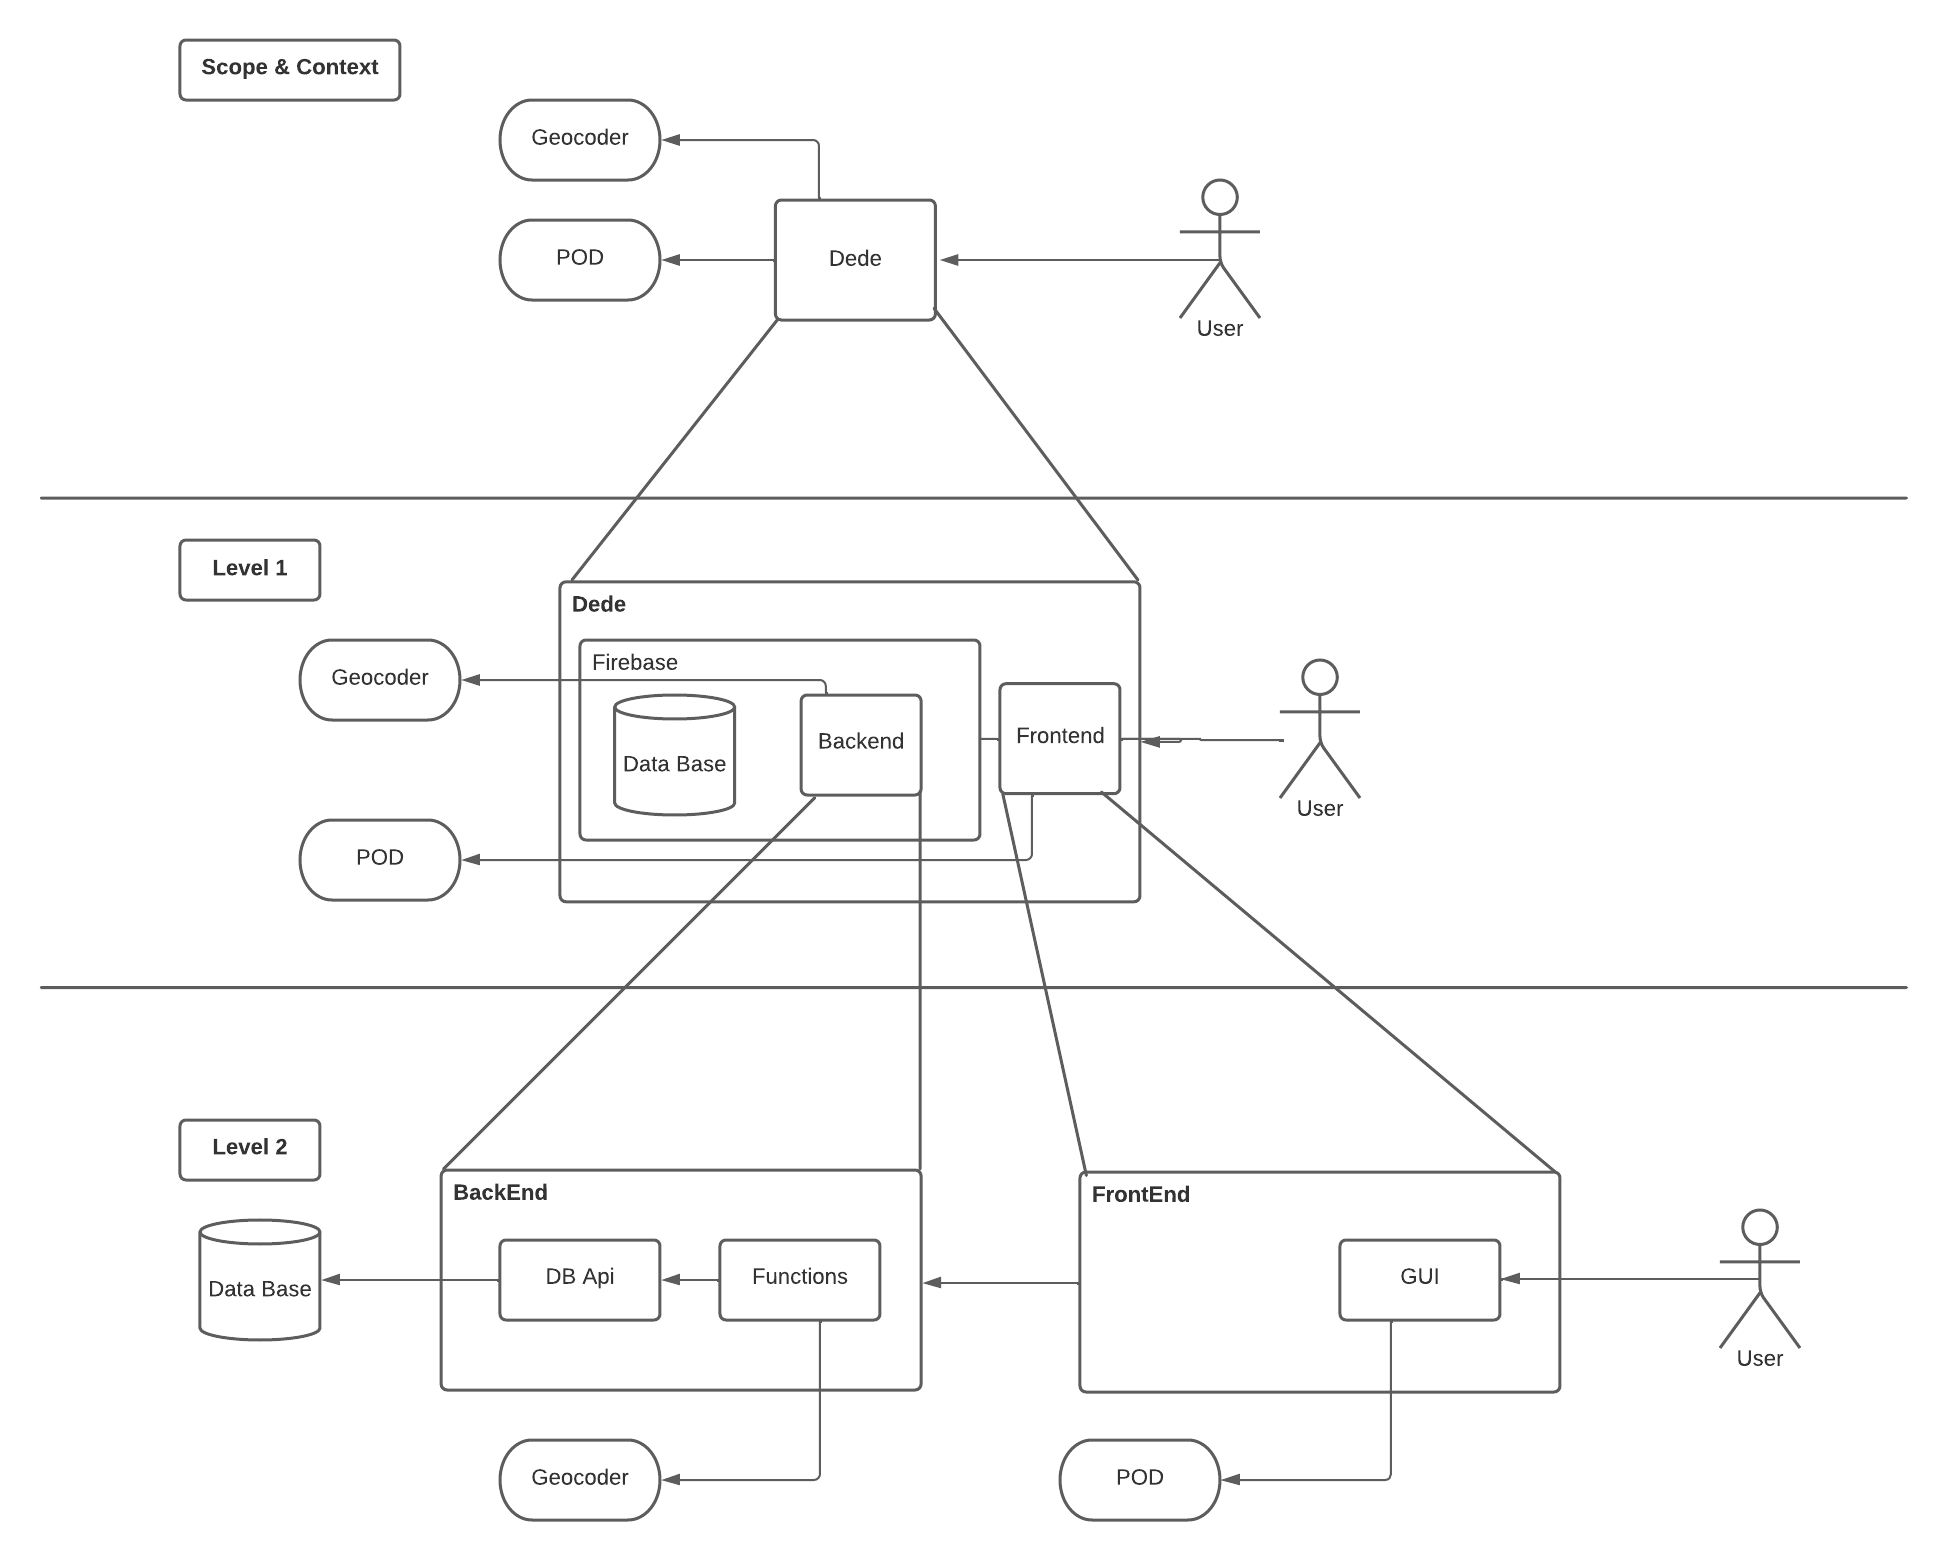 Scope & Context
Geocoder
POD
Dede
User
Level 1
Dede
Firebase
Geocoder
Data Base
Backend
Frontend
User
POD
Level 2
BackEnd
FrontEnd
Data Base
DB Api
Functions
GUI
User
Geocoder
POD